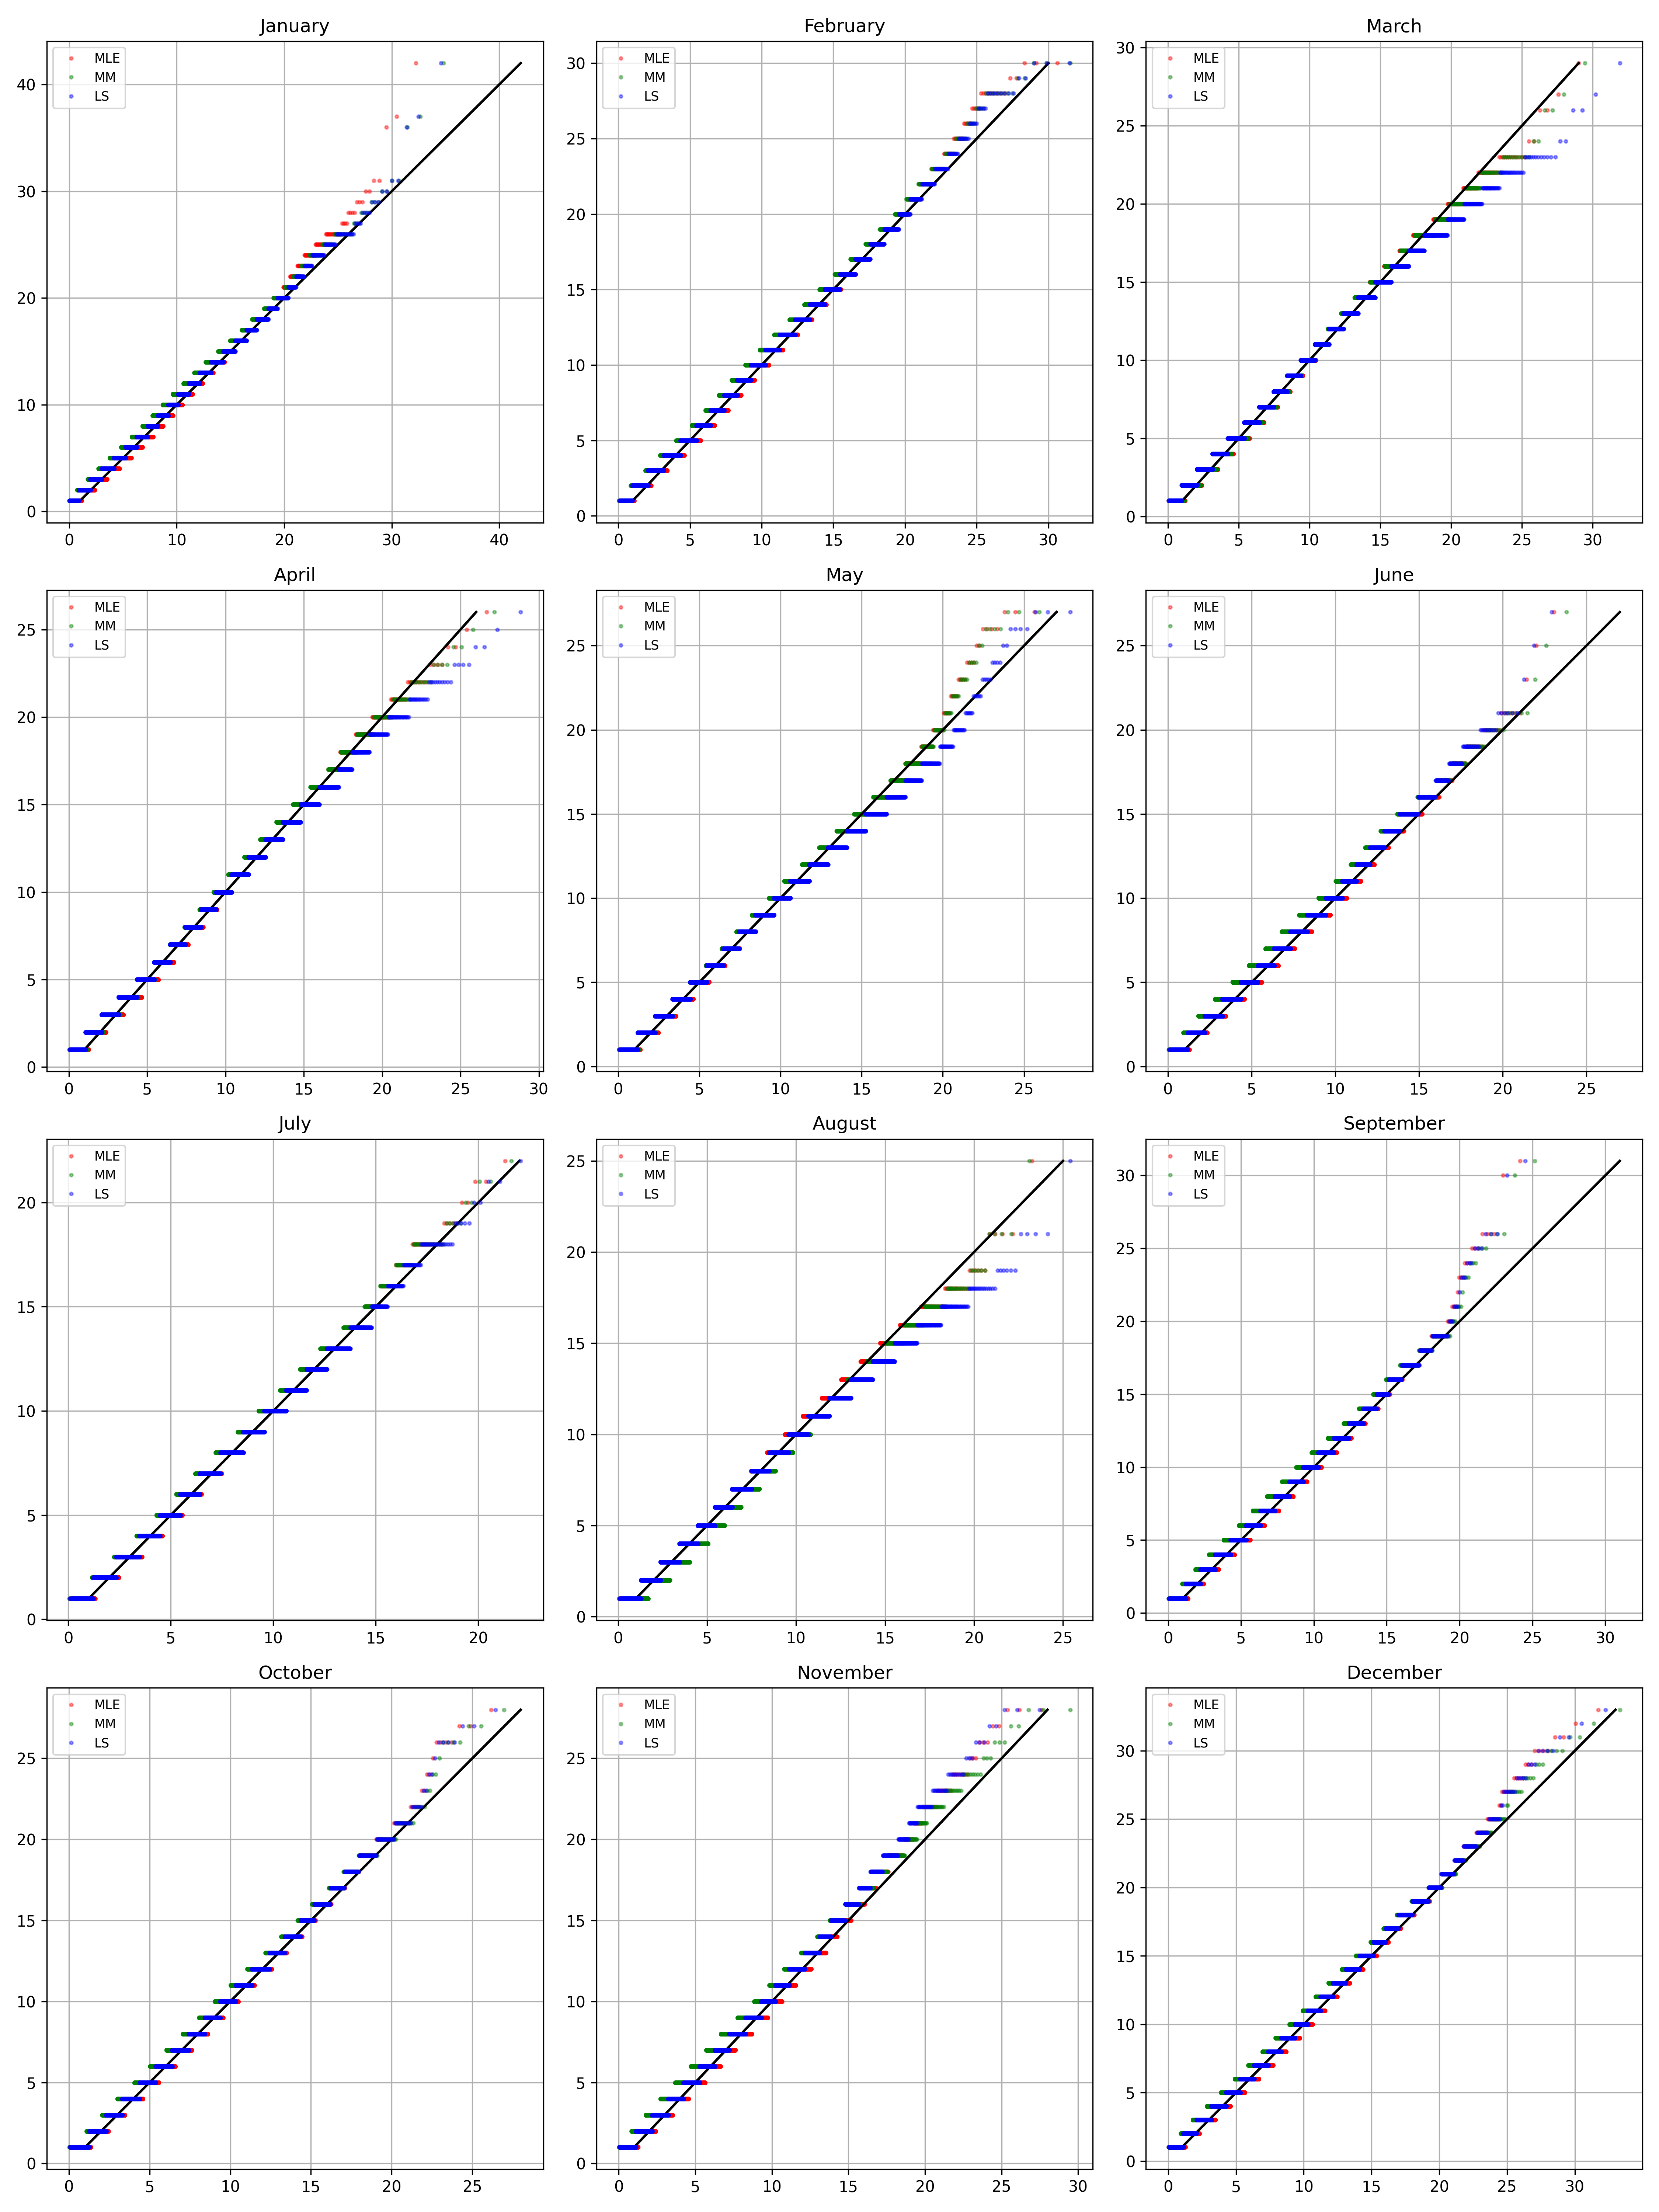 January
MLE
MM
LS
40
30
20
10
0
0 10 20 30 40
February
MLE
MM
LS
30
25
20
15
10
5
0
0 5 10 15 20 25 30
March
MLE
MM
LS
30
25
20
15
10
5
0
0 5 10 15 20 25 30
April
MLE
MM
LS
25
20
15
10
5
0
0 5 10 15 20 25 30
May
MLE
MM
LS
25
20
15
10
5
0
0 5 10 15 20 25
June
MLE
MM
LS
25
20
15
10
5
0
0 5 10 15 20 25
July
MLE
MM
LS
20
15
10
5
0
0 5 10 15 20
August
MLE
MM
LS
25
20
15
10
5
0
0 5 10 15 20 25
September
MLE
MM
LS
30
25
20
15
10
5
0
0 5 10 15 20 25 30
October
MLE
MM
LS
25
20
15
10
5
0
0 5 10 15 20 25
November
MLE
MM
LS
25
20
15
10
5
0
0 5 10 15 20 25 30
December
MLE
MM
LS
30
25
20
15
10
5
0
0 5 10 15 20 25 30